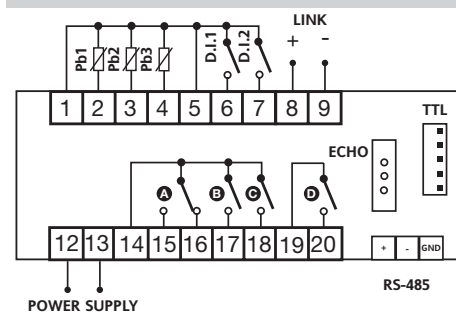 LINK
+ -
Pb1 Pb2 Pb3 D.I.1 D.I.2
1 2 3 4 5 6 7 8 9
TTL
ECHO
A B C D
12 13 14 15 16 17 18 19 20
+ - GND
RS-485
POWER SUPPLY